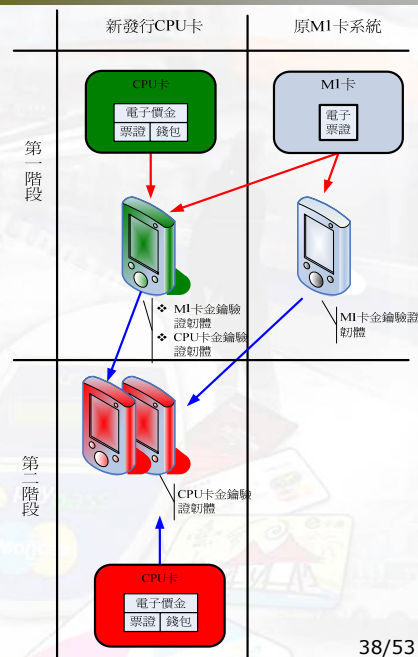 新發行CPU卡
原M1卡系統
第一階段
CPU卡
電子價金
票證 錢包
M1卡
電子
票證
❖ M1卡金鑰驗
證韌體
❖ CPU卡金鑰驗
證韌體
M1卡金鑰驗證
韌體
第二階段
CPU卡金鑰驗
證韌體
CPU卡
電子價金
票證 錢包
38/53